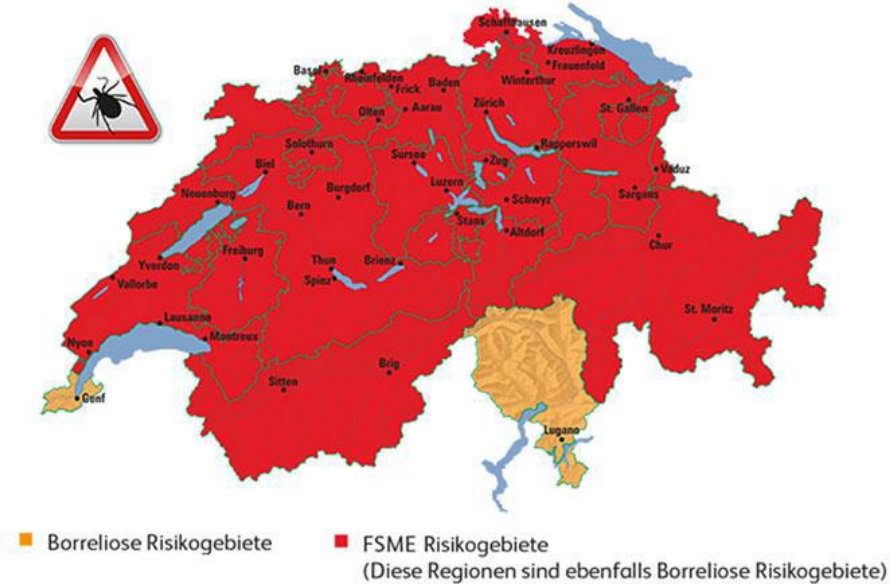 Schaffhausen
Kreuzlingen
Frauenfeld
Basel
Rheinfelden
Frick
Baden
Winterthur
Olten
Aarau
Zürich
St. Gallen
Solothurn
Rapperswil
Biel
Sursee
Zug
Vaduz
Neuenburg
Burgdorf
Luzern
Sargans
Bern
Schwyz
Stans
Altdorf
Freiburg
Chur
Yverdon
Thun
Brienz
Vallorbe
Spiez
St. Moritz
Lausanne
Montreux
Nyon
Brig
Sitten
Genf
Lugano
Borreliose Risikogebiete
FSME Risikogebiete
(Diese Regionen sind ebenfalls Borreliose Risikogebiete)